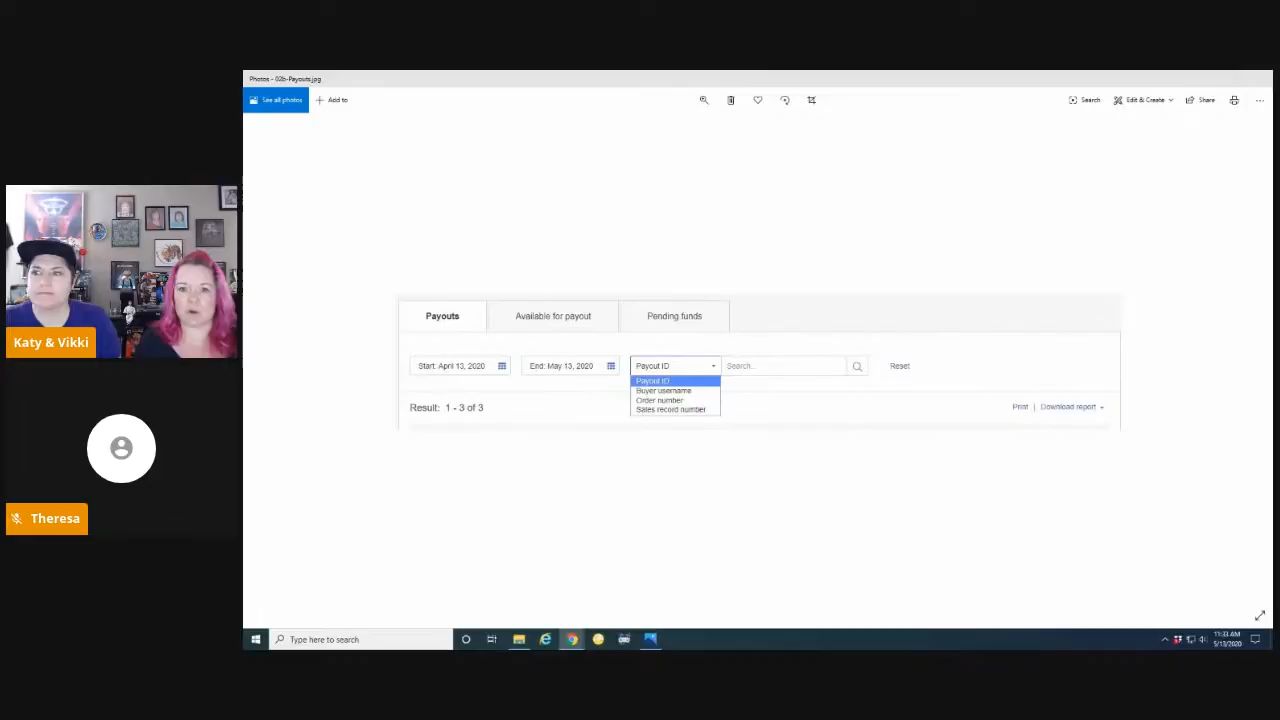 Photos - 02b-Payouts.jpg
See all photos
Add to
Search
Edit & Create
Share
Payouts
Available for payout
Pending funds
Start: April 13, 2020
End: May 13, 2020
Payout ID
Search...
Reset
Payout ID
Buyer username
Order number
Sales record number
Result: 1 - 3 of 3
Print | Download report
Katy & Vikki
Theresa
Type here to search
11:33 AM
5/13/2020